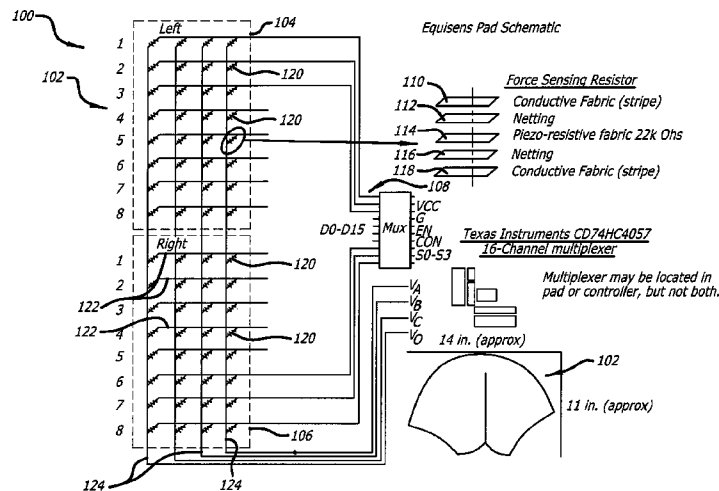 100
Left
104
Equisens Pad Schematic
1
2
3
4
5
6
7
8
102
120
120
110
112
114
116
118
Force Sensing Resistor
Conductive Fabric (stripe)
Netting
Piezo-resistive fabric 22k Ohs
Netting
Conductive Fabric (stripe)
108
D0-D15
Mux
VCC
G
EN
CON
S0-S3
Texas Instruments CD74HC4057
16-Channel multiplexer
Multiplexer may be located in
pad or controller, but not both.
Right
1
2
3
4
5
6
7
8
120
122
122
120
106
124
124
VA
VB
VC
VO
14 in. (approx)
102
11 in. (approx)